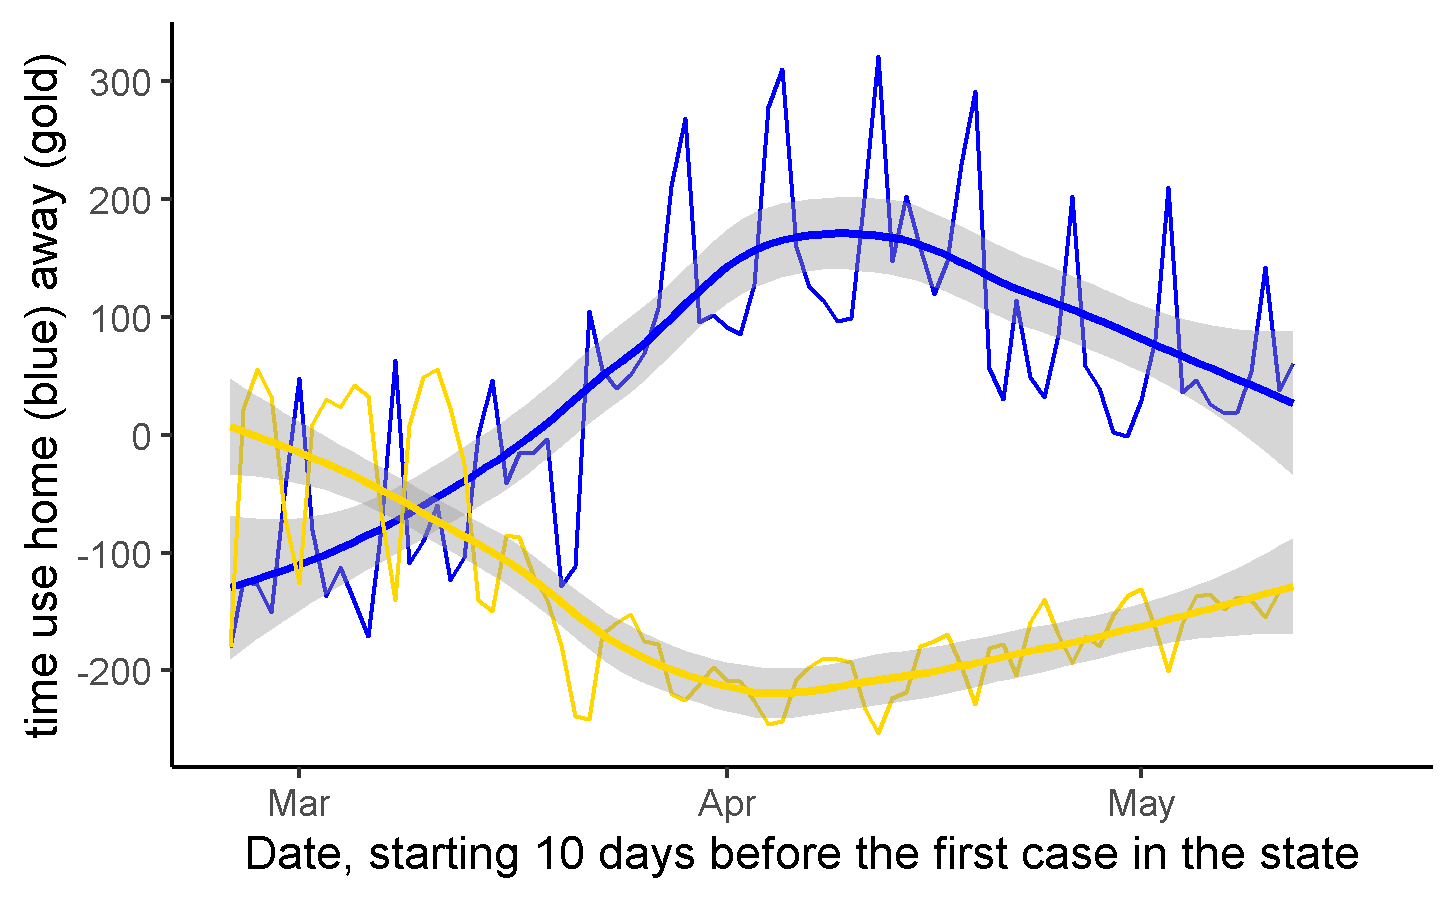 time use home (blue) away (gold)
300
200
100
0
-100
-200
Mar Apr May
Date, starting 10 days before the first case in the state